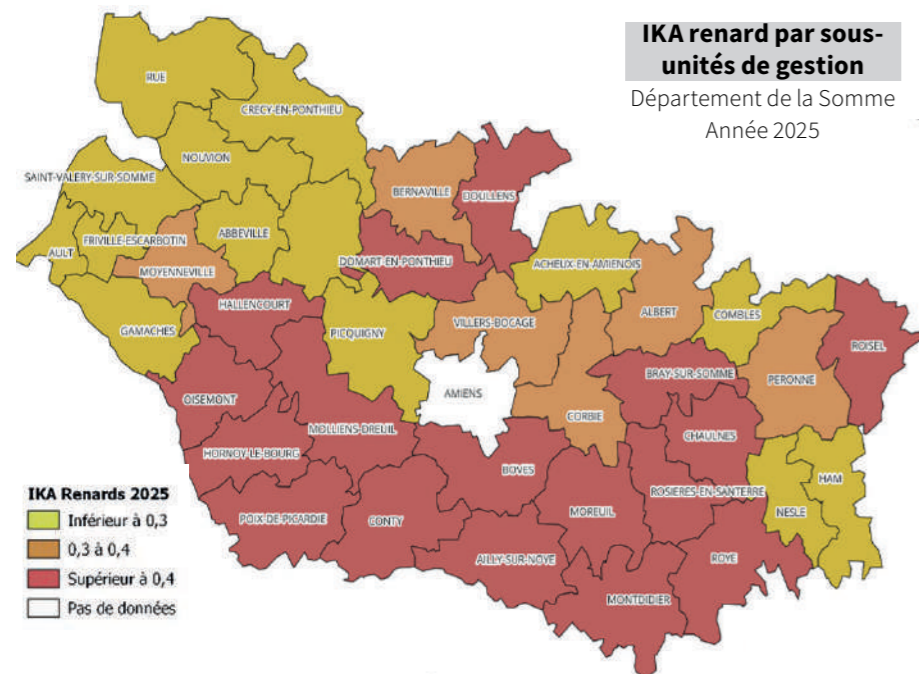 IKA renard par sous-
unités de gestion
Département de la Somme
Année 2025
RUE
CRECY-EN-PONTHIEU
NOUVION
SAINT-VALERY-SUR-SOMME
BERNAVILLE
DOULLENS
ABBEVILLE
FRIVILLE-ESCARBOTIN
AULT
DOMART-EN-PONTHIEU
ACHEUX-EN-AMIENOIS
MOYENNEVILLE
HALLENCOURT
ALBERT
COMBLES
GAMACHES
PICQUIGNY
VILLERS-BOCAGE
ROISEL
BRAY-SUR-SOMME
PERONNE
AMIENS
OISEMONT
CORBIE
MOLLIENS-DREUIL
CHAULNES
HORNOY-LE-BOURG
BOVES
HAM
ROSIERES-EN-SANTERRE
NESLE
MOREUIL
POIX-DE-PICARDIE
CONTY
AILLY-SUR-NOYE
ROYE
MONTDIDIER
IKA Renards 2025
Inférieur à 0,3
0,3 à 0,4
Supérieur à 0,4
Pas de données